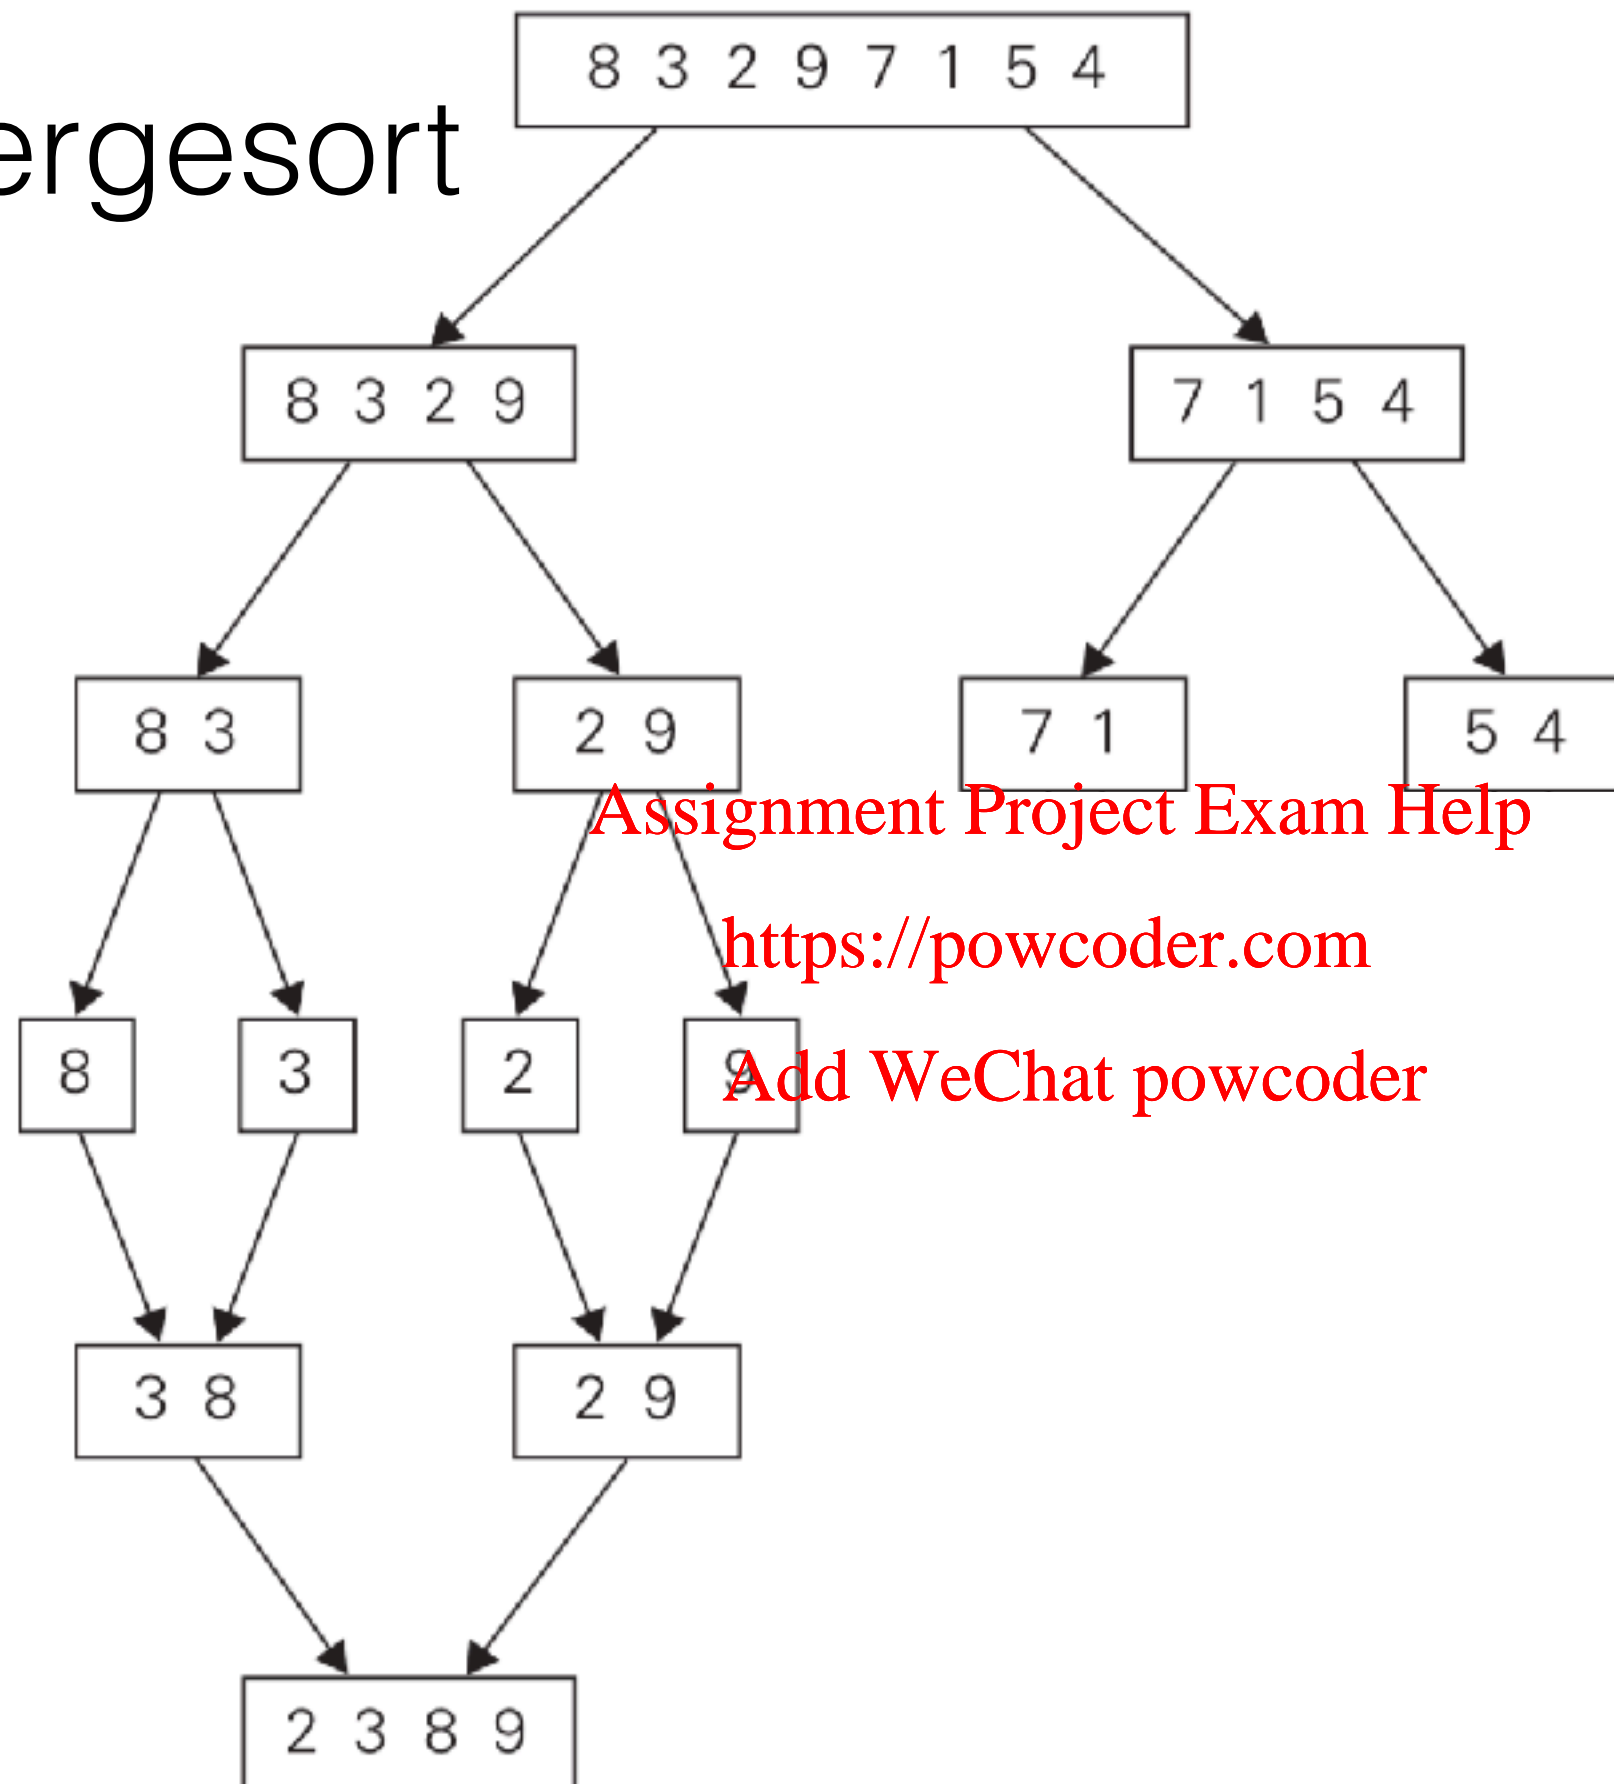 8 3 2 9 7 1 5 4
ergesort
8 3 2 9
7 1 5 4
8 3
2 9
7 1
5 4
Assignment Project Exam Help
https://powcoder.com
8
3
2
9
Add WeChat powcoder
3 8
2 9
2 3 8 9